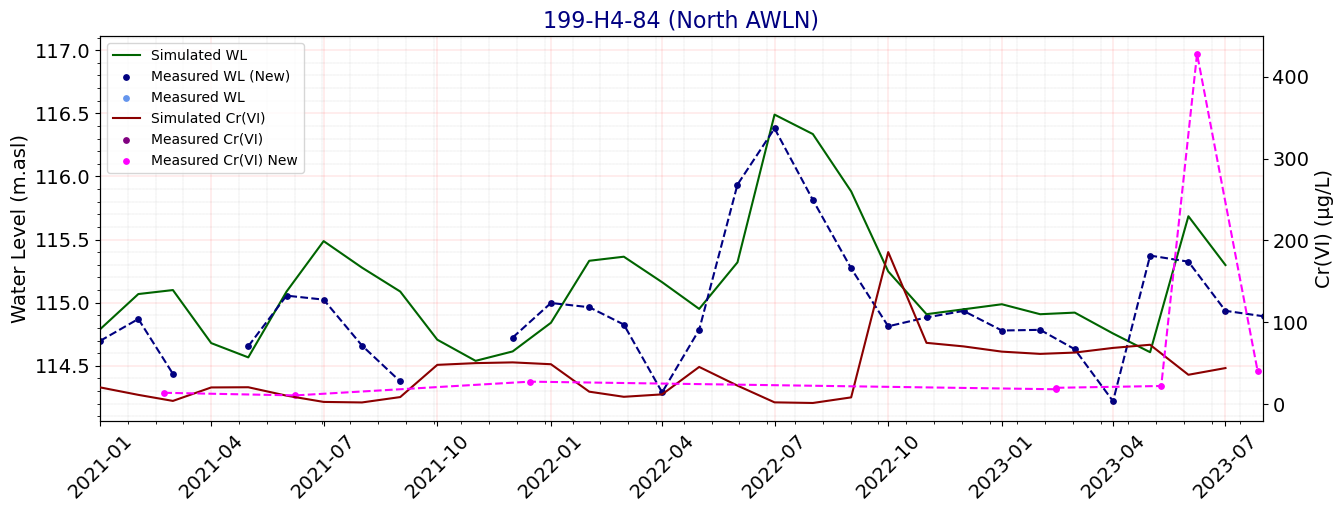 199-H4-84 (North AWLN)
117.0
116.5
116.0
115.5
115.0
114.5
Water Level (m.asl)
Simulated WL
Measured WL (New)
Measured WL
Simulated Cr(VI)
Measured Cr(VI)
Measured Cr(VI) New
400
300
200
100
0
Cr(VI) (µg/L)
2021-01
2021-04
2021-07
2021-10
2022-01
2022-04
2022-07
2022-10
2023-01
2023-04
2023-07